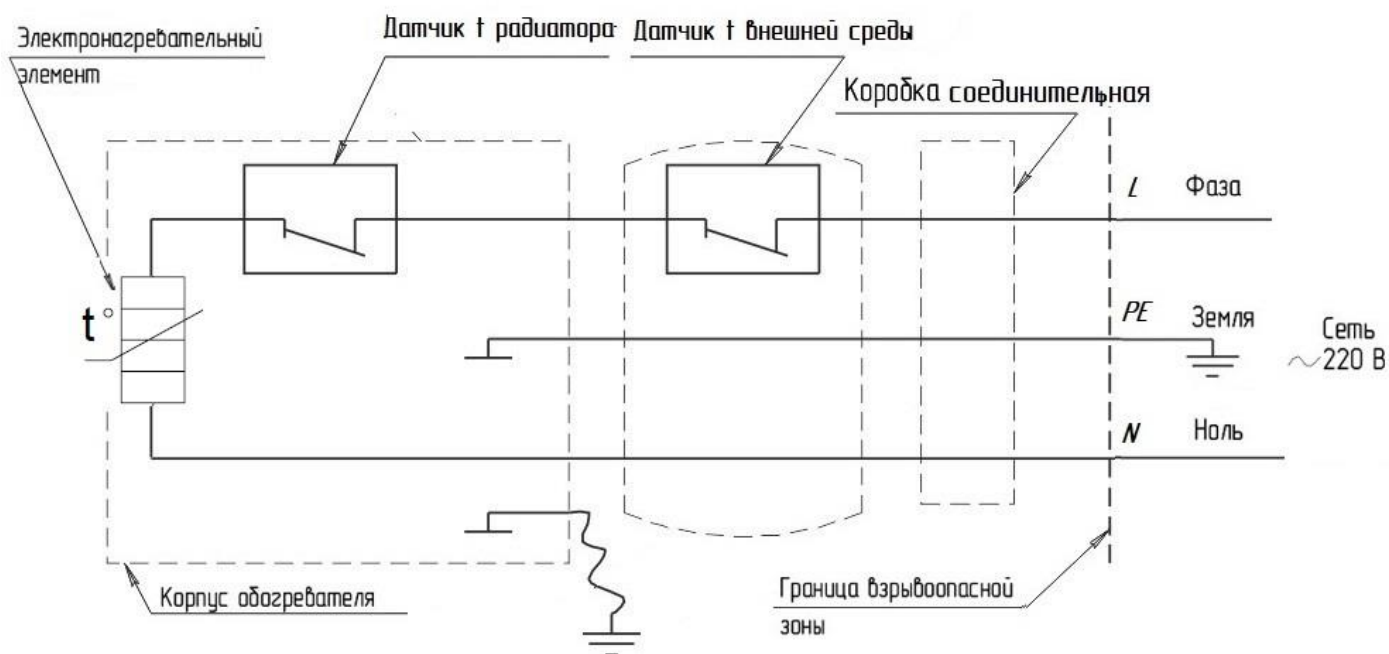 Электронагревательный
элемент
Датчик t радиатора
Датчик t внешней среды
Коробка соединительная
L Фаза
t°
PE Земля
Сеть
~220 В
N Ноль
Корпус обогревателя
Граница взрывоопасной
зоны